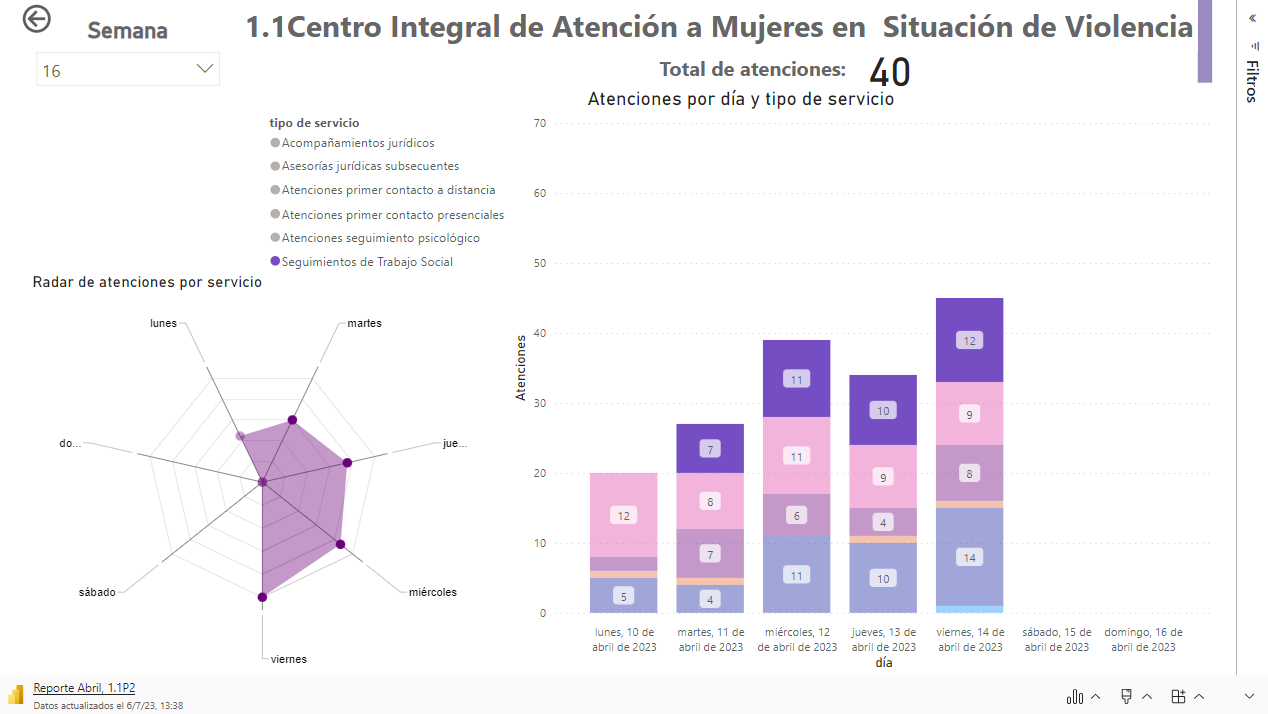 Semana
16
1.1Centro Integral de Atención a Mujeres en  Situación de Violencia
Total de atenciones: 40
Filtros
Atenciones por día y tipo de servicio
tipo de servicio
Acompañamientos jurídicos
Asesorías jurídicas subsecuentes
Atenciones primer contacto a distancia
Atenciones primer contacto presenciales
Atenciones seguimiento psicológico
Seguimientos de Trabajo Social
Radar de atenciones por servicio
lunes
martes
do...
jue...
sábado
miércoles
viernes
Atenciones
70
60
50
40
30
20
10
0
12
5
7
8
7
4
11
11
6
11
10
9
4
10
12
9
8
14
lunes, 10 de
abril de 2023
martes, 11 de
abril de 2023
miércoles, 12
de abril de 2023
jueves, 13 de
abril de 2023
viernes, 14 de
abril de 2023
sábado, 15 de
abril de 2023
domingo, 16 de
abril de 2023
día
Reporte Abril, 1.1P2
Datos actualizados el 6/7/23, 13:38